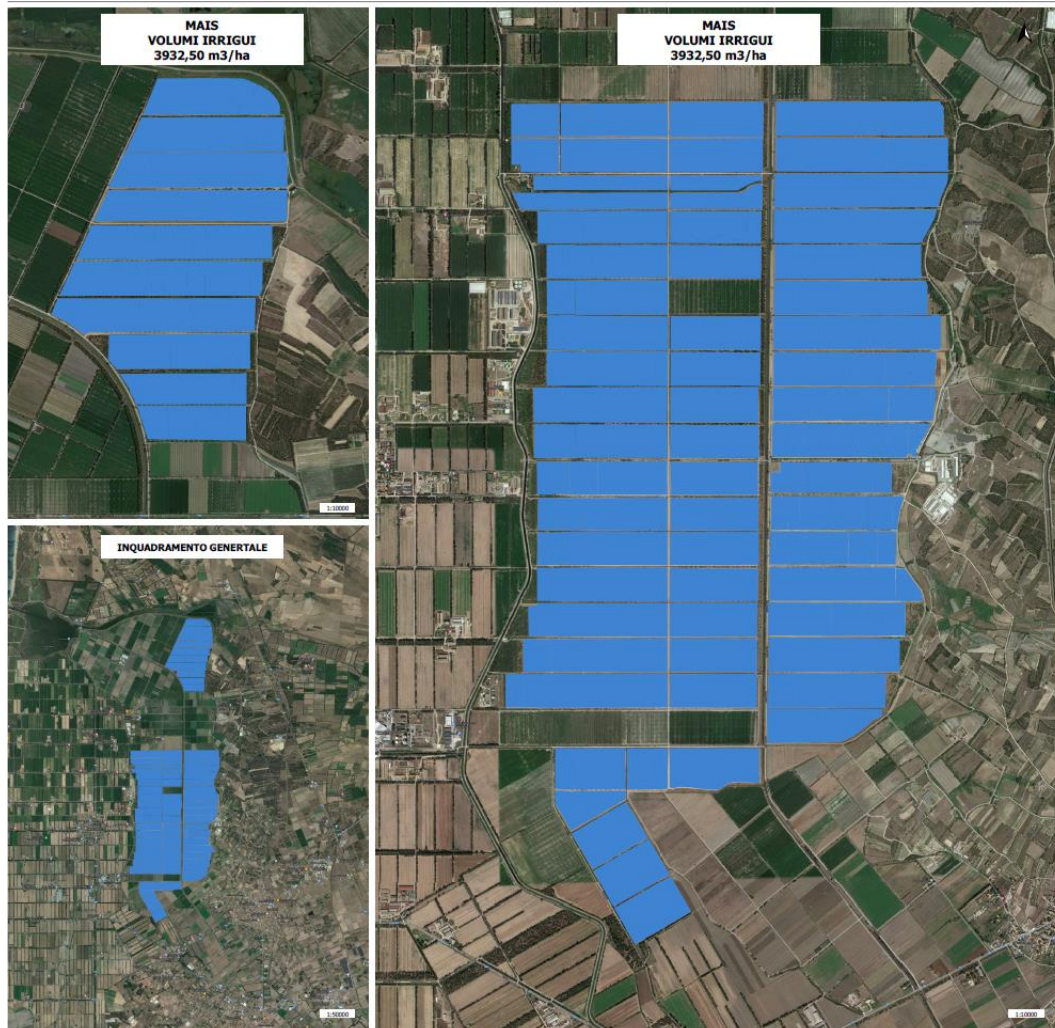 MAIS
VOLUMI IRRIGUI
3932,50 m3/ha
1:10000
INQUADRAMENTO GENERTALE
1:50000
MAIS
VOLUMI IRRIGUI
3932,50 m3/ha
1:10000